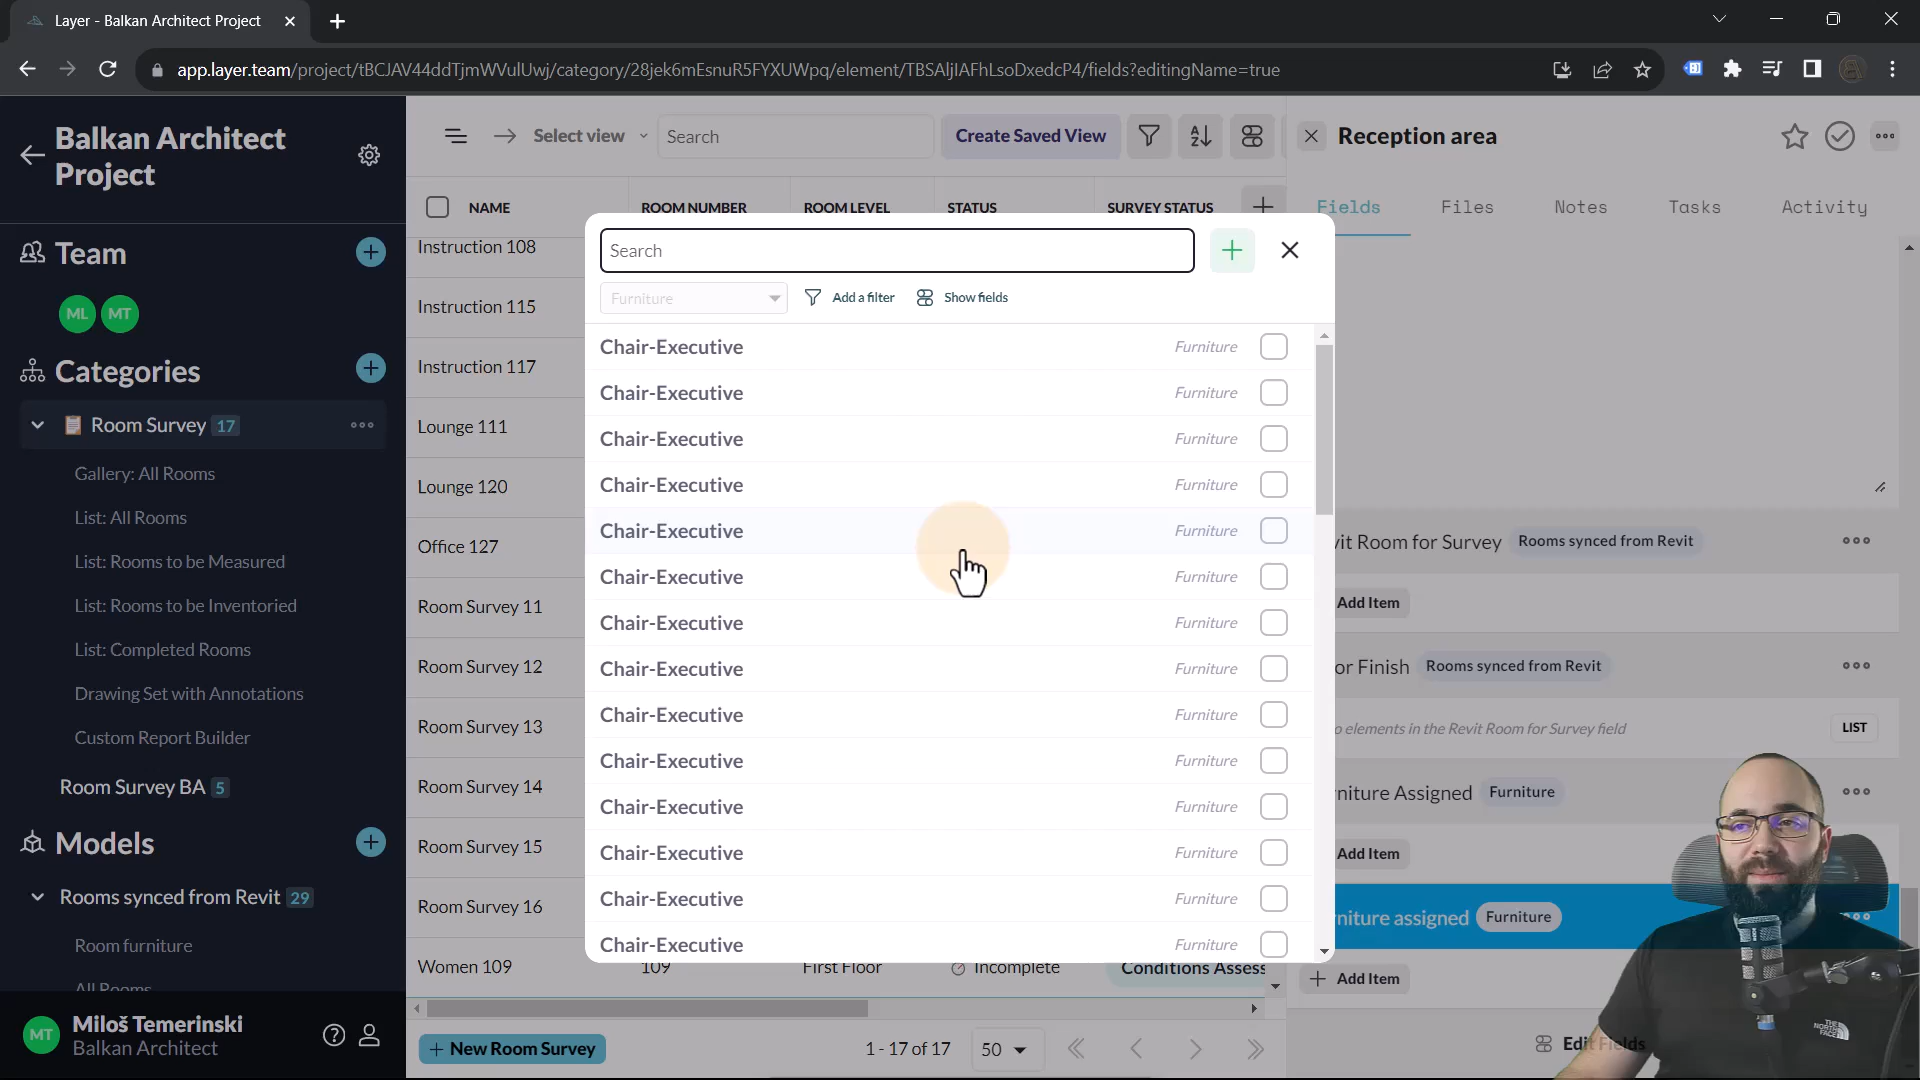 Layer - Balkan Architect Project
app.layer.team/project/tBCJAV44ddTjmWVulUwj/category/28jek6mEsnuR5FYXUWpq/element/TBSAljIAFhLsoDxedcP4/fields?editingName=true
Balkan Architect
Project
Team
ML
MT
Categories
Room Survey 17
Gallery: All Rooms
List: All Rooms
List: Rooms to be Measured
List: Rooms to be Inventoried
List: Completed Rooms
Drawing Set with Annotations
Custom Report Builder
Room Survey BA 5
Models
Rooms synced from Revit 29
Room furniture
All Rooms
MT
Miloš Temerinski
Balkan Architect
Select view
Search
Create Saved View
NAME
ROOM NUMBER
ROOM LEVEL
STATUS
SURVEY STATUS
Instruction 108
Instruction 115
Instruction 117
Lounge 111
Lounge 120
Office 127
Room Survey 11
Room Survey 12
Room Survey 13
Room Survey 14
Room Survey 15
Room Survey 16
Women 109
109
First Floor
Incomplete
Conditions Assess
+ New Room Survey
1 - 17 of 17
50
Search
Furniture
Add a filter
Show fields
Chair-Executive Furniture
Chair-Executive Furniture
Chair-Executive Furniture
Chair-Executive Furniture
Chair-Executive Furniture
Chair-Executive Furniture
Chair-Executive Furniture
Chair-Executive Furniture
Chair-Executive Furniture
Chair-Executive Furniture
Chair-Executive Furniture
Chair-Executive Furniture
Chair-Executive Furniture
Chair-Executive Furniture
Reception area
Fields
Files
Notes
Tasks
Activity
vit Room for Survey Rooms synced from Revit
Add Item
or Finish Rooms synced from Revit
o elements in the Revit Room for Survey field
LIST
niture Assigned Furniture
Add Item
niture assigned Furniture
+ Add Item
Edit Fields
THE
NORTH
FACE